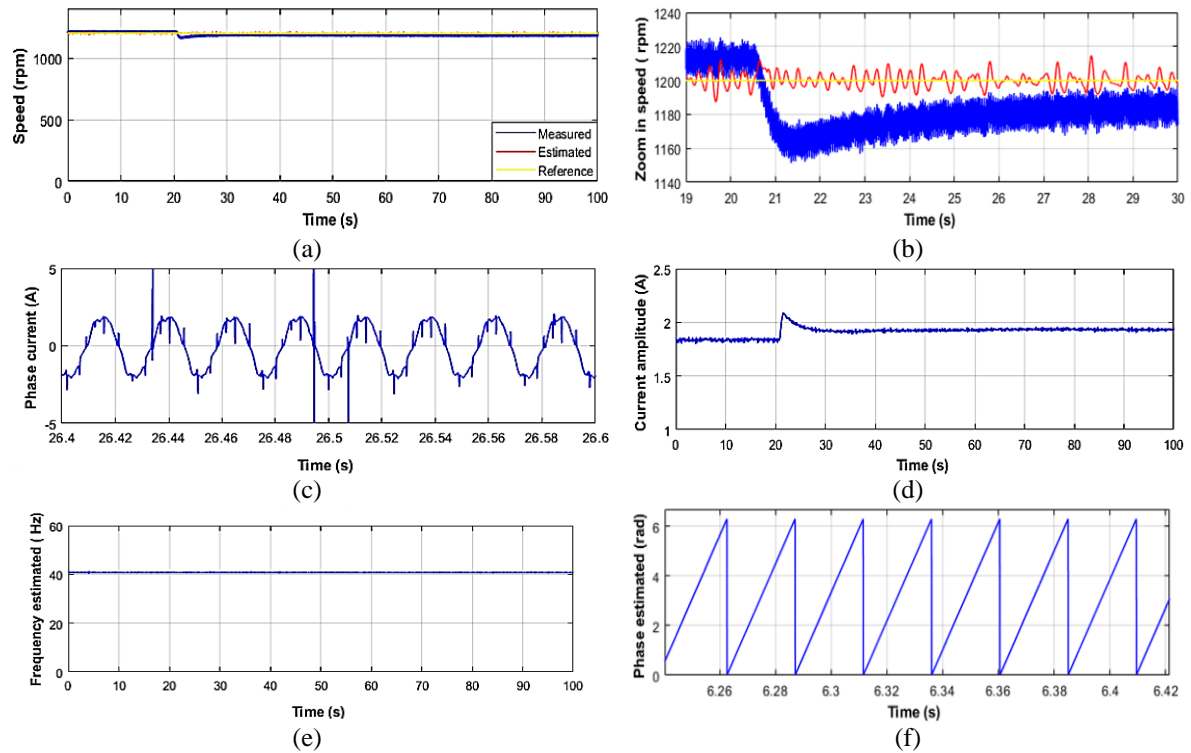 Speed (rpm)
1000
500
0
Measured
Estimated
Reference
0 10 20 30 40 50 60 70 80 90 100
Time (s)
(a)
Zoom in speed ( rpm)
1240
1220
1200
1180
1160
1140
19 20 21 22 23 24 25 26 27 28 29 30
Time (s)
(b)
Phase current (A)
5
0
-5
26.4 26.42 26.44 26.46 26.48 26.5 26.52 26.54 26.56 26.58 26.6
Time (s)
(c)
Current amplitude (A)
2.5
2
1.5
1
0 10 20 30 40 50 60 70 80 90 100
Time (s)
(d)
Frequency estimated ( Hz)
60
40
20
0
0 10 20 30 40 50 60 70 80 90 100
Time (s)
(e)
Phase estimated (rad)
6
4
2
0
6.26 6.28 6.3 6.32 6.34 6.36 6.38 6.4 6.42
Time (s)
(f)